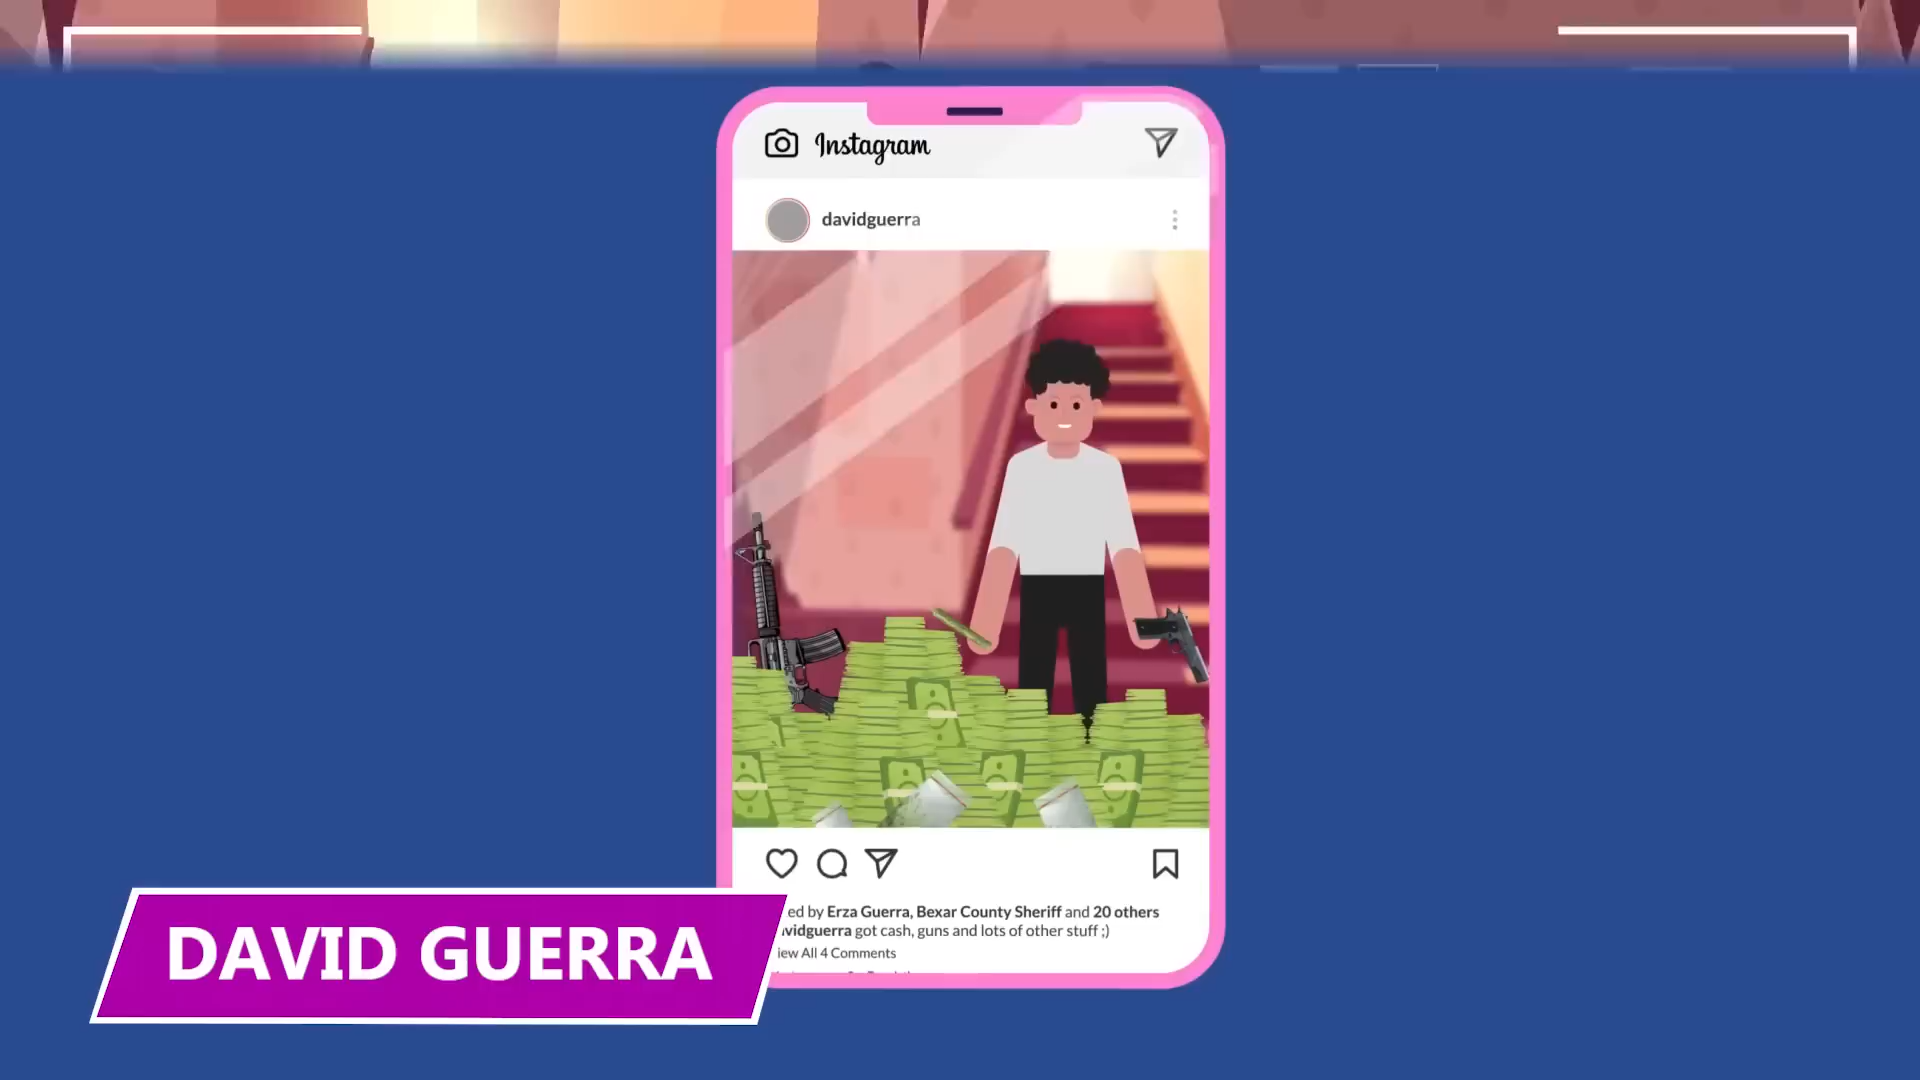 Instagram
davidguerra
ed by Erza Guerra, Bexar County Sheriff and 20 others
vidguerra got cash, guns and lots of other stuff ;)
iew All 4 Comments
DAVID GUERRA